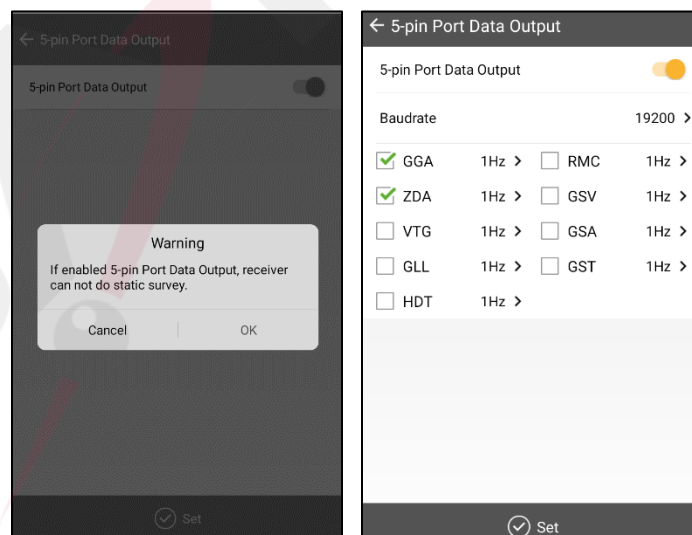 ← 5-pin Port Data Output
5-pin Port Data Output
Warning
If enabled 5-pin Port Data Output, receiver
can not do static survey.
Cancel OK
Set
← 5-pin Port Data Output
5-pin Port Data Output
Baudrate 19200 >
GGA 1Hz > RMC 1Hz >
ZDA 1Hz > GSV 1Hz >
VTG 1Hz > GSA 1Hz >
GLL 1Hz > GST 1Hz >
HDT 1Hz >
Set